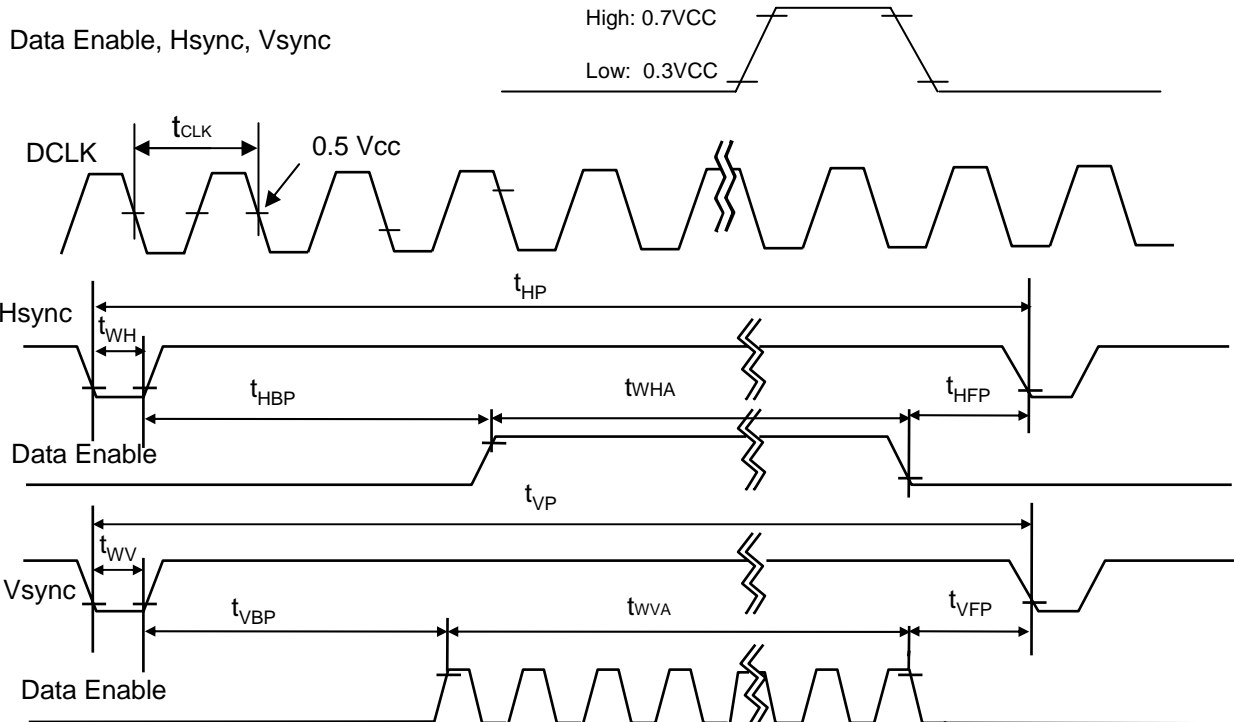 High: 0.7VCC
Data Enable, Hsync, Vsync
Low: 0.3VCC
tCLK
DCLK
0.5 Vcc
tHP
Hsync
tWH
tHBP
tWHA
tHFP
Data Enable
tVP
tWV
Vsync
tVBP
tWVA
tVFP
Data Enable